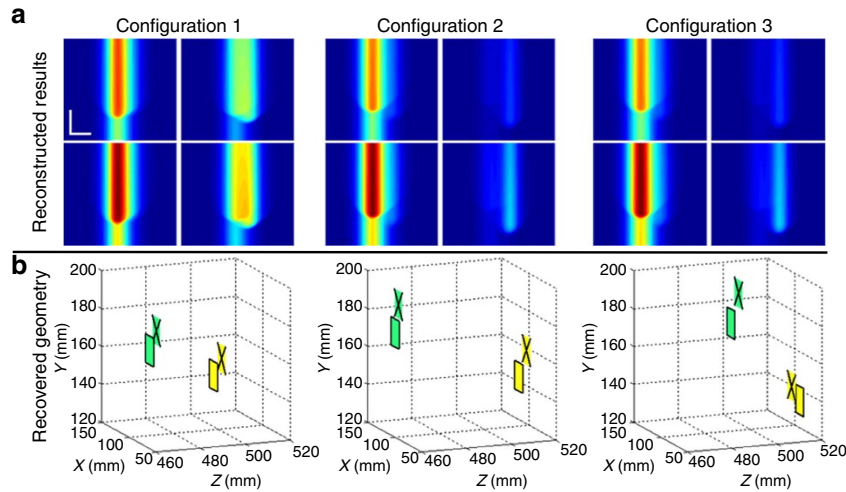 a
Configuration 1
Configuration 2
Configuration 3
Reconstructed results
b
Recovered geometry
200
180
160
140
120
Y (mm)
150
100
50
X (mm)
460
480
500
520
Z (mm)
200
180
160
140
120
Y (mm)
150
100
50
X (mm)
460
480
500
520
Z (mm)
200
180
160
140
120
Y (mm)
150
100
50
X (mm)
460
480
500
520
Z (mm)